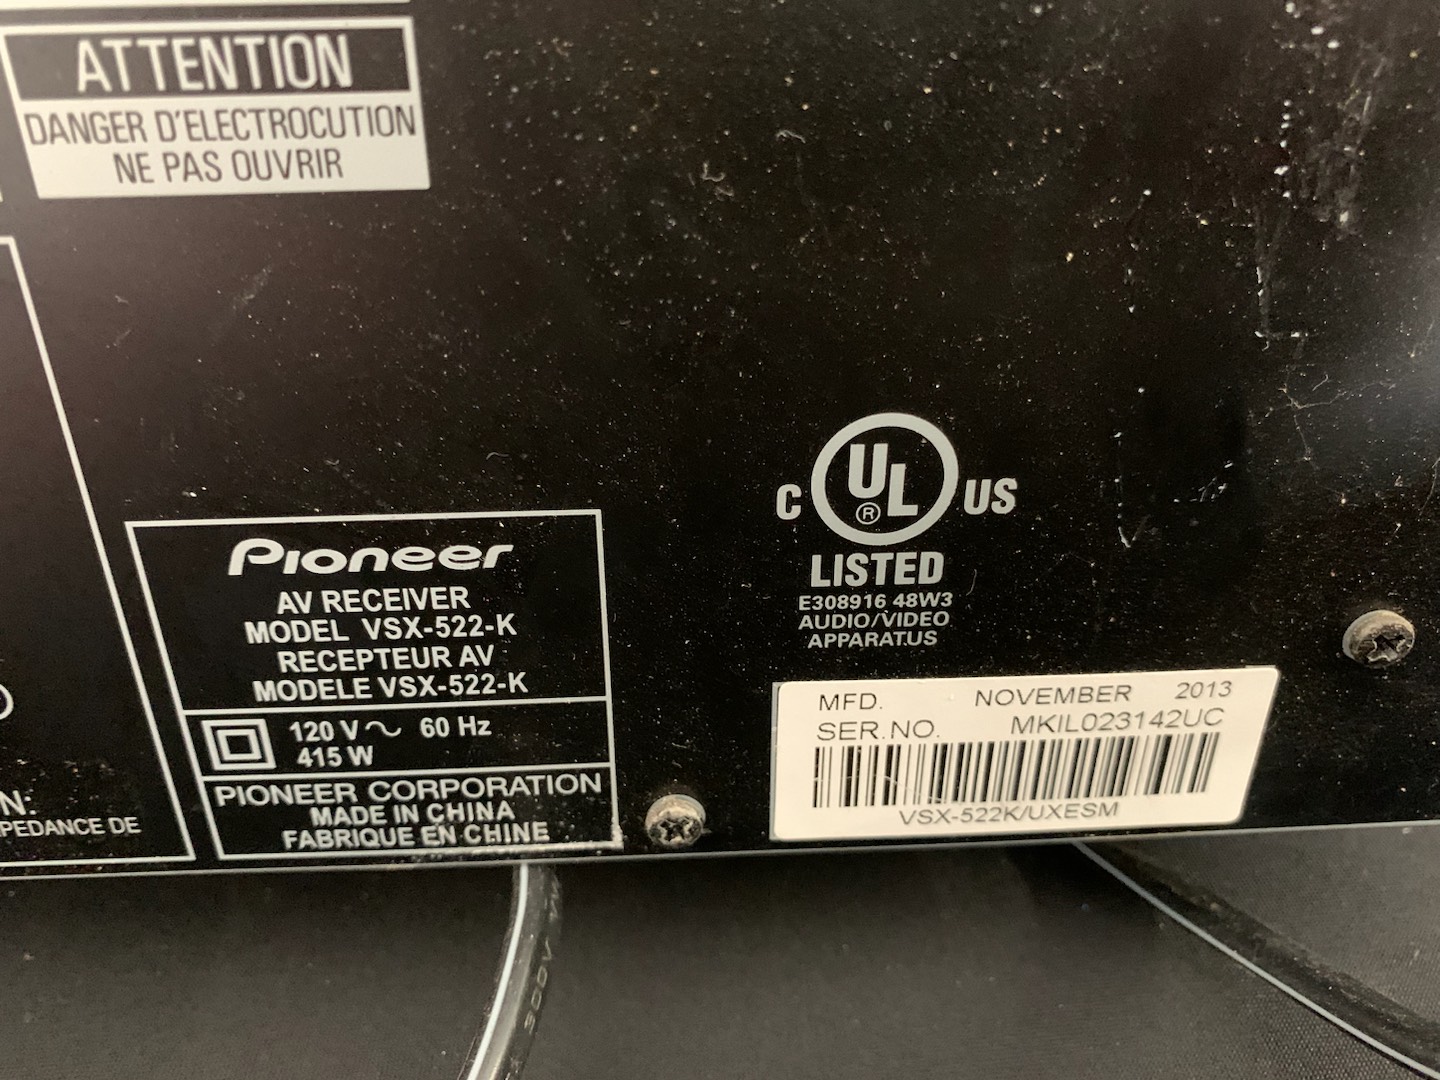 ATTENTION
DANGER D'ELECTROCUTION
NE PAS OUVRIR
Pioneer
AV RECEIVER
MODEL VSX-522-K
RECEPTEUR AV
MODELE VSX-522-K
120 V ~ 60 Hz
415 W
PIONEER CORPORATION
MADE IN CHINA
FABRIQUE EN CHINE
N:
PEDANCE DE
C UL ® US
LISTED
E308916 48W3
AUDIO/VIDEO
APPARATUS
MFD. NOVEMBER 2013
SER.NO. MKIL023142UC
VSX-522K/UXESM
300V